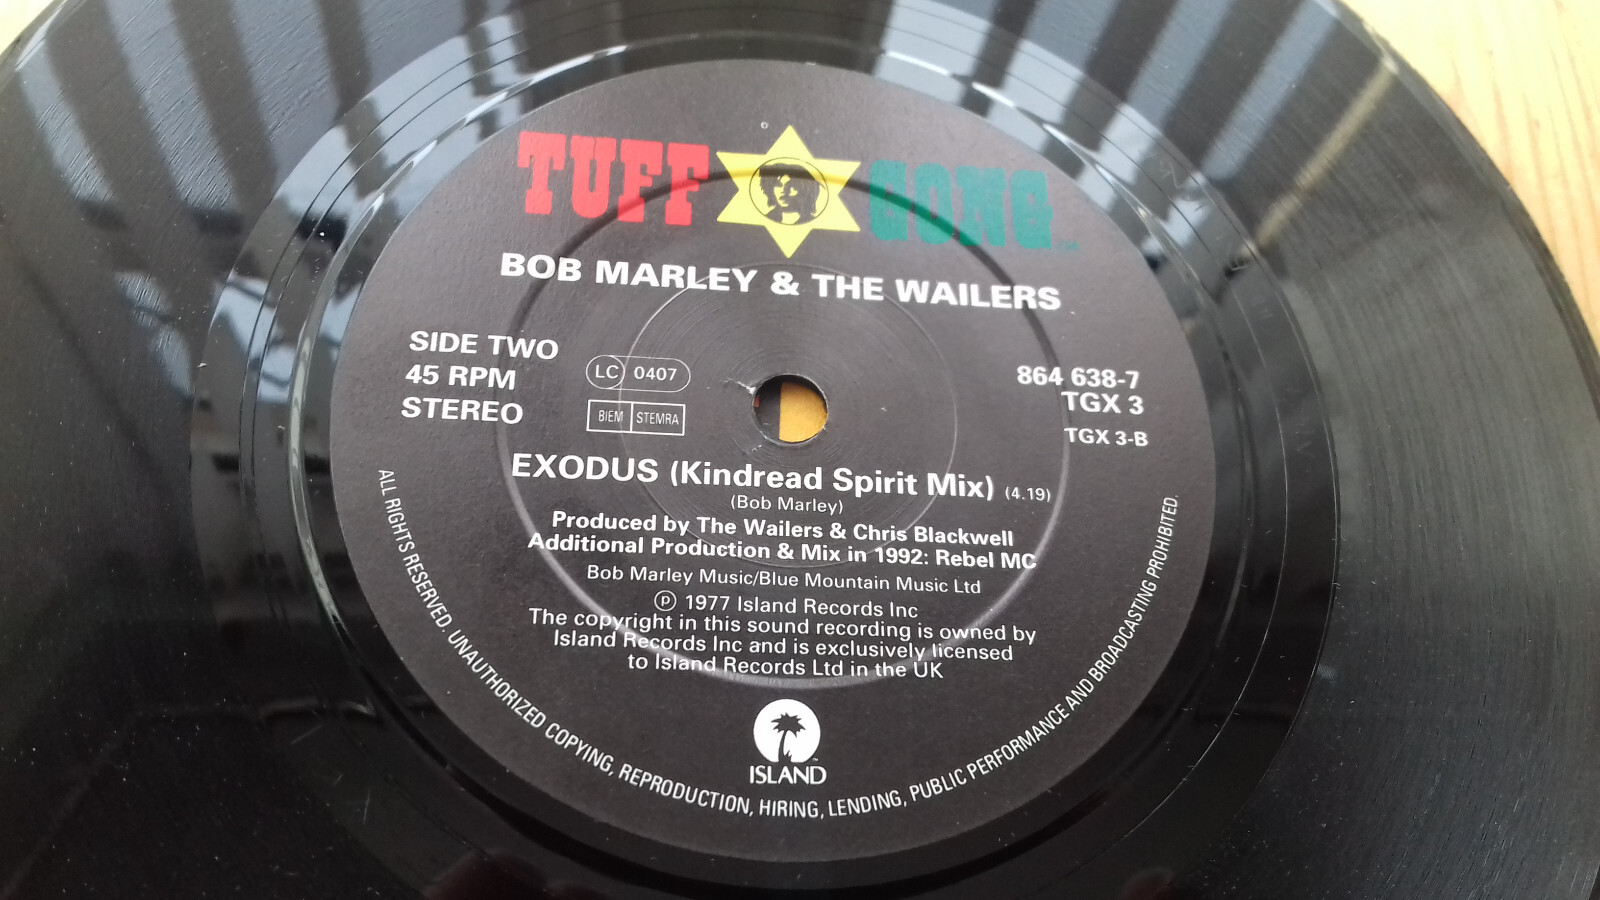 TUFF GONG
BOB MARLEY & THE WAILERS
SIDE TWO
45 RPM
STEREO
LC 0407
BIEM STEMRA
864 638-7
TGX 3
TGX 3-B
EXODUS (Kindread Spirit Mix) (4.19)
(Bob Marley)
Produced by The Wailers & Chris Blackwell
Additional Production & Mix in 1992: Rebel MC
Bob Marley Music/Blue Mountain Music Ltd
℗ 1977 Island Records Inc
The copyright in this sound recording is owned by
Island Records Inc and is exclusively licensed
to Island Records Ltd in the UK
ISLAND
ALL RIGHTS RESERVED. UNAUTHORIZED COPYING, REPRODUCTION, HIRING, LENDING, PUBLIC PERFORMANCE AND BROADCASTING PROHIBITED.